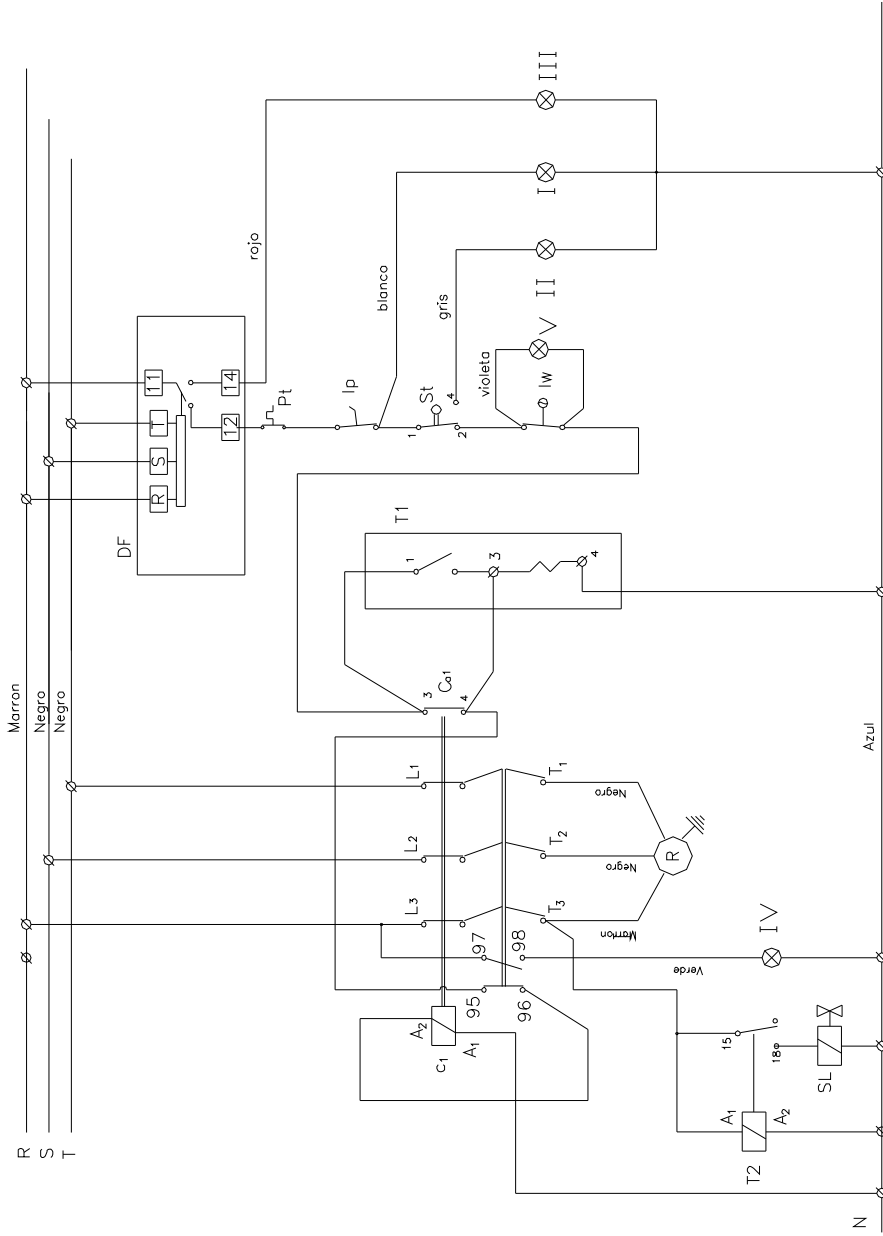 Marron
Negro
Negro
R
S
T
DF
R
S
T
11
12
14
rojo
Pt
Ip
blanco
St
1
2
4
gris
violeta
V
Iw
I
II
III
T1
1
3
4
Ca1
3
4
L1
L2
L3
T1
T2
T3
Negro
Negro
Marron
R
97
98
95
96
A2
A1
C1
Verde
IV
15
18
SL
A1
A2
T2
Azul
N